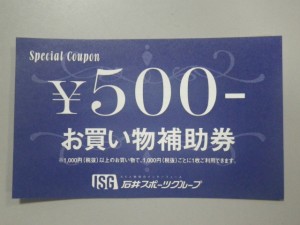 Special Coupon
¥500-
お買い物補助券
※1,000円(税抜)以上のお買い物で、1,000円(税抜)ごとに1枚ご利用できます。
ISG 石井スポーツグループ